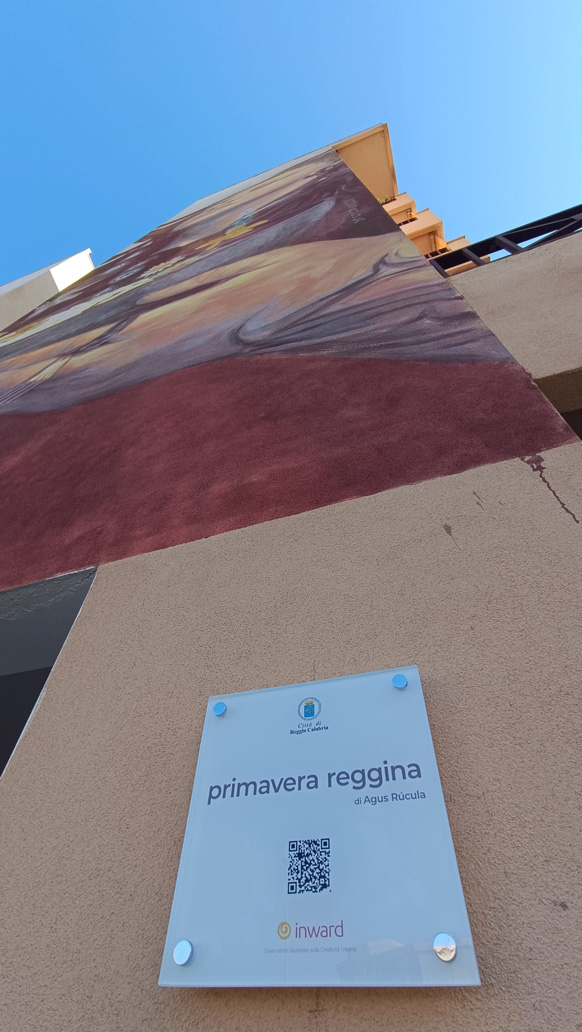 Città di
Reggio Calabria
primavera reggina
di Agus Rúcula
inward
Osservatorio Nazionale sulla Creatività Urbana